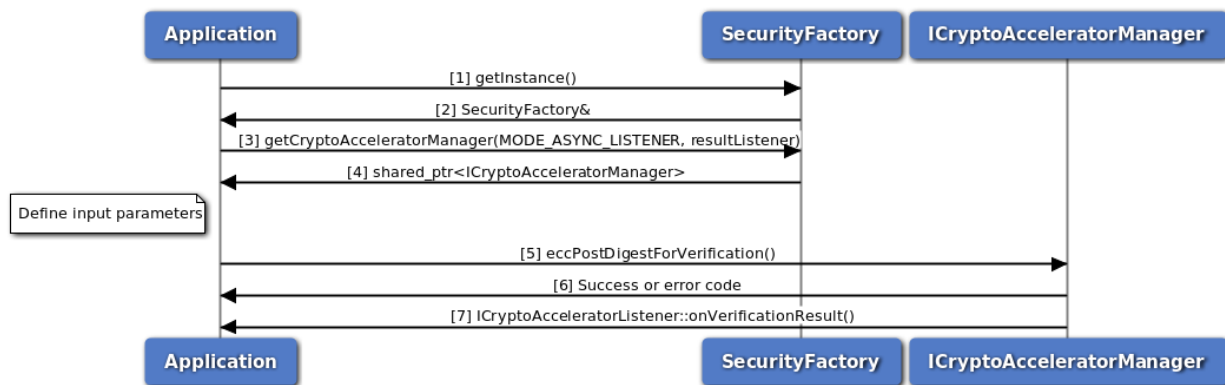 Application SecurityFactory ICryptoAcceleratorManager
[1] getInstance()
[2] SecurityFactory&
[3] getCryptoAcceleratorManager(MODE_ASYNC_LISTENER, resultListener)
[4] shared_ptr<ICryptoAcceleratorManager>
Define input parameters
[5] eccPostDigestForVerification()
[6] Success or error code
[7] ICryptoAcceleratorListener::onVerificationResult()
Application SecurityFactory ICryptoAcceleratorManager